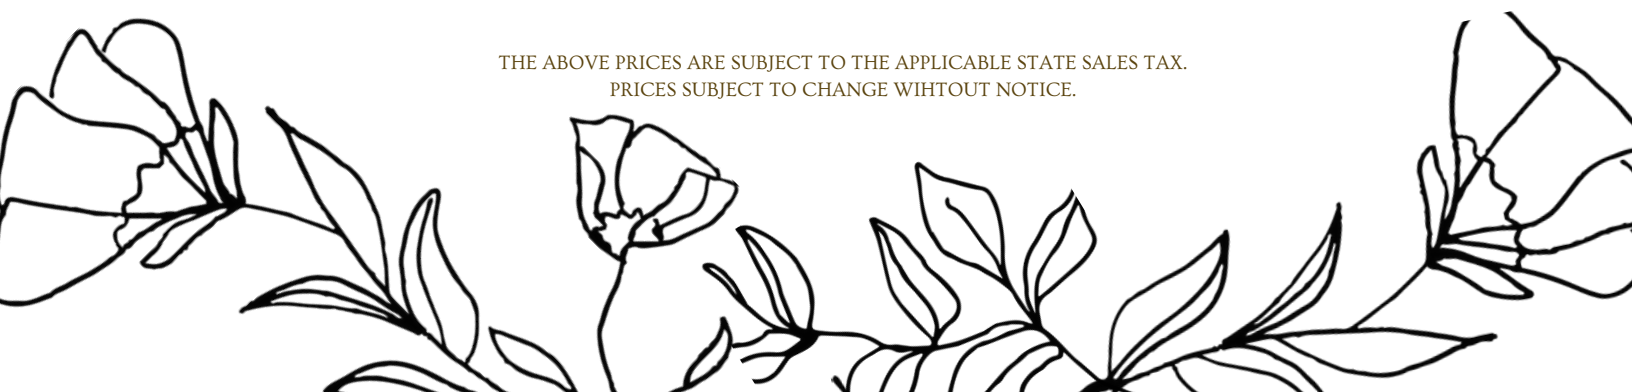 THE ABOVE PRICES ARE SUBJECT TO THE APPLICABLE STATE SALES TAX.
PRICES SUBJECT TO CHANGE WIHTOUT NOTICE.